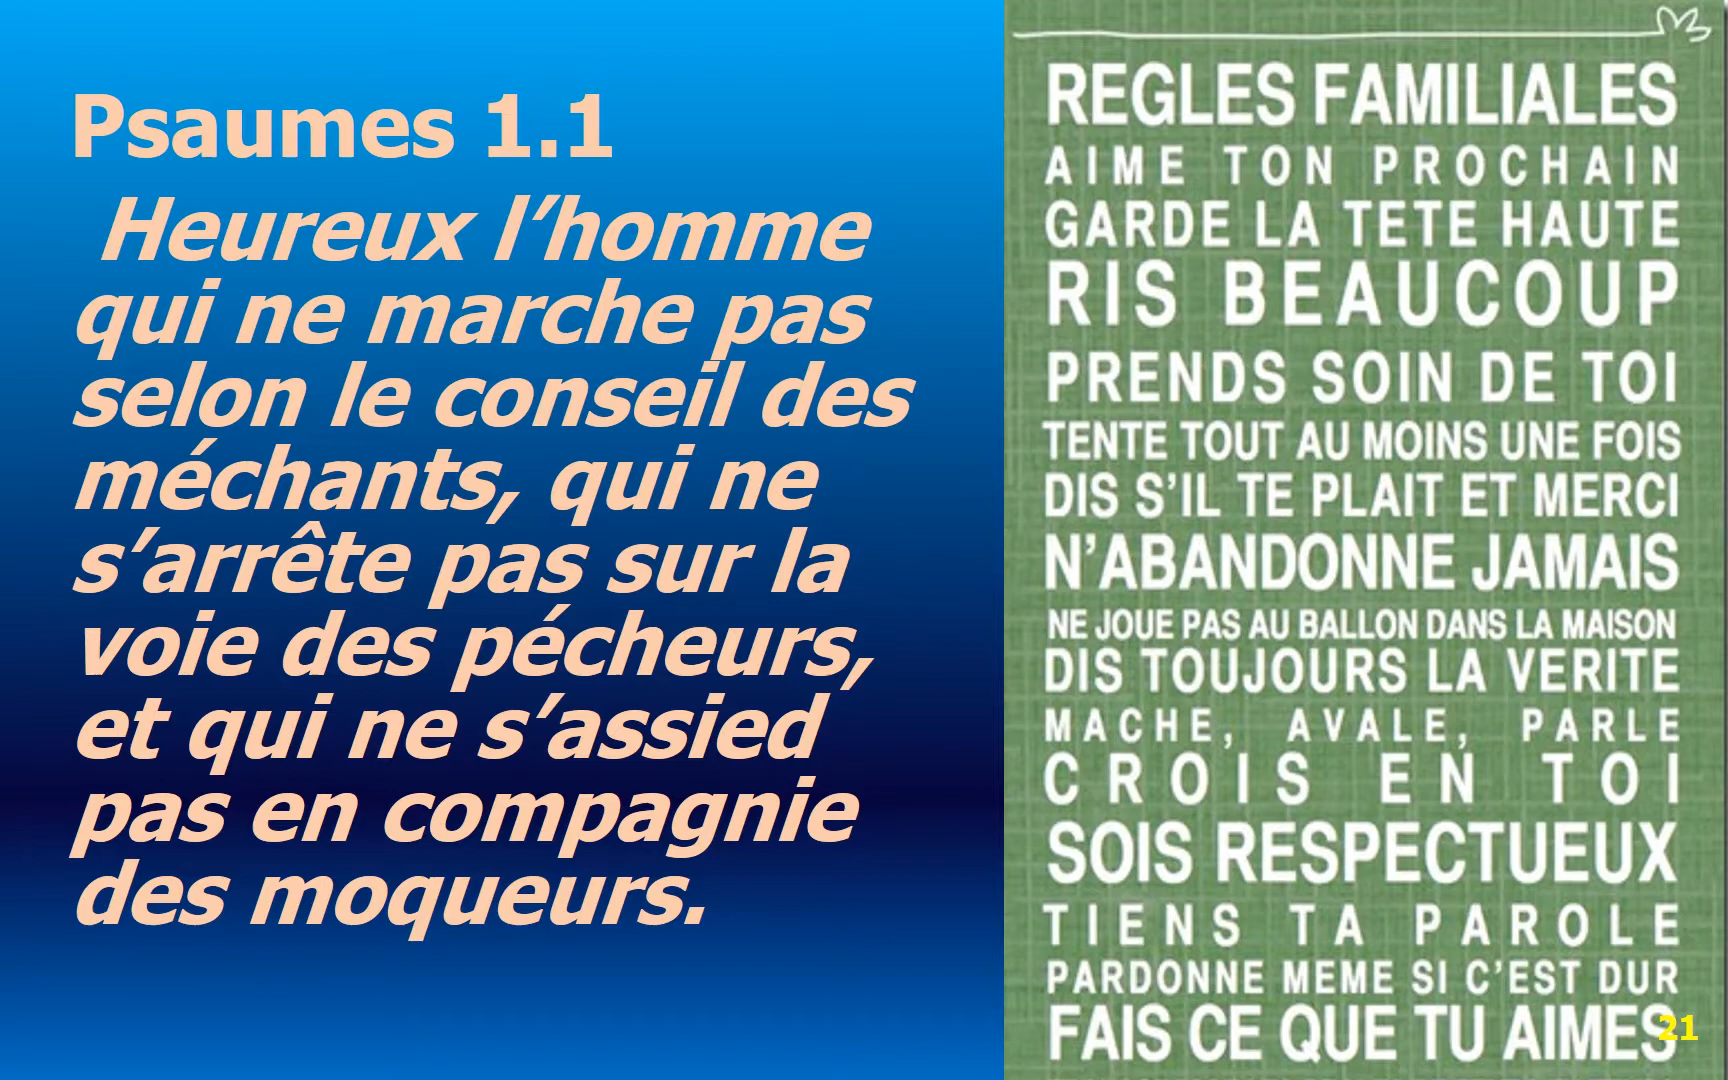 Psaumes 1.1
Heureux l’homme
qui ne marche pas
selon le conseil des
méchants, qui ne
s’arrête pas sur la
voie des pécheurs,
et qui ne s’assied
pas en compagnie
des moqueurs.
REGLES FAMILIALES
AIME TON PROCHAIN
GARDE LA TETE HAUTE
RIS BEAUCOUP
PRENDS SOIN DE TOI
TENTE TOUT AU MOINS UNE FOIS
DIS S’IL TE PLAIT ET MERCI
N’ABANDONNE JAMAIS
NE JOUE PAS AU BALLON DANS LA MAISON
DIS TOUJOURS LA VERITE
MACHE, AVALE, PARLE
CROIS EN TOI
SOIS RESPECTUEUX
TIENS TA PAROLE
PARDONNE MEME SI C’EST DUR
FAIS CE QUE TU AIMES
21